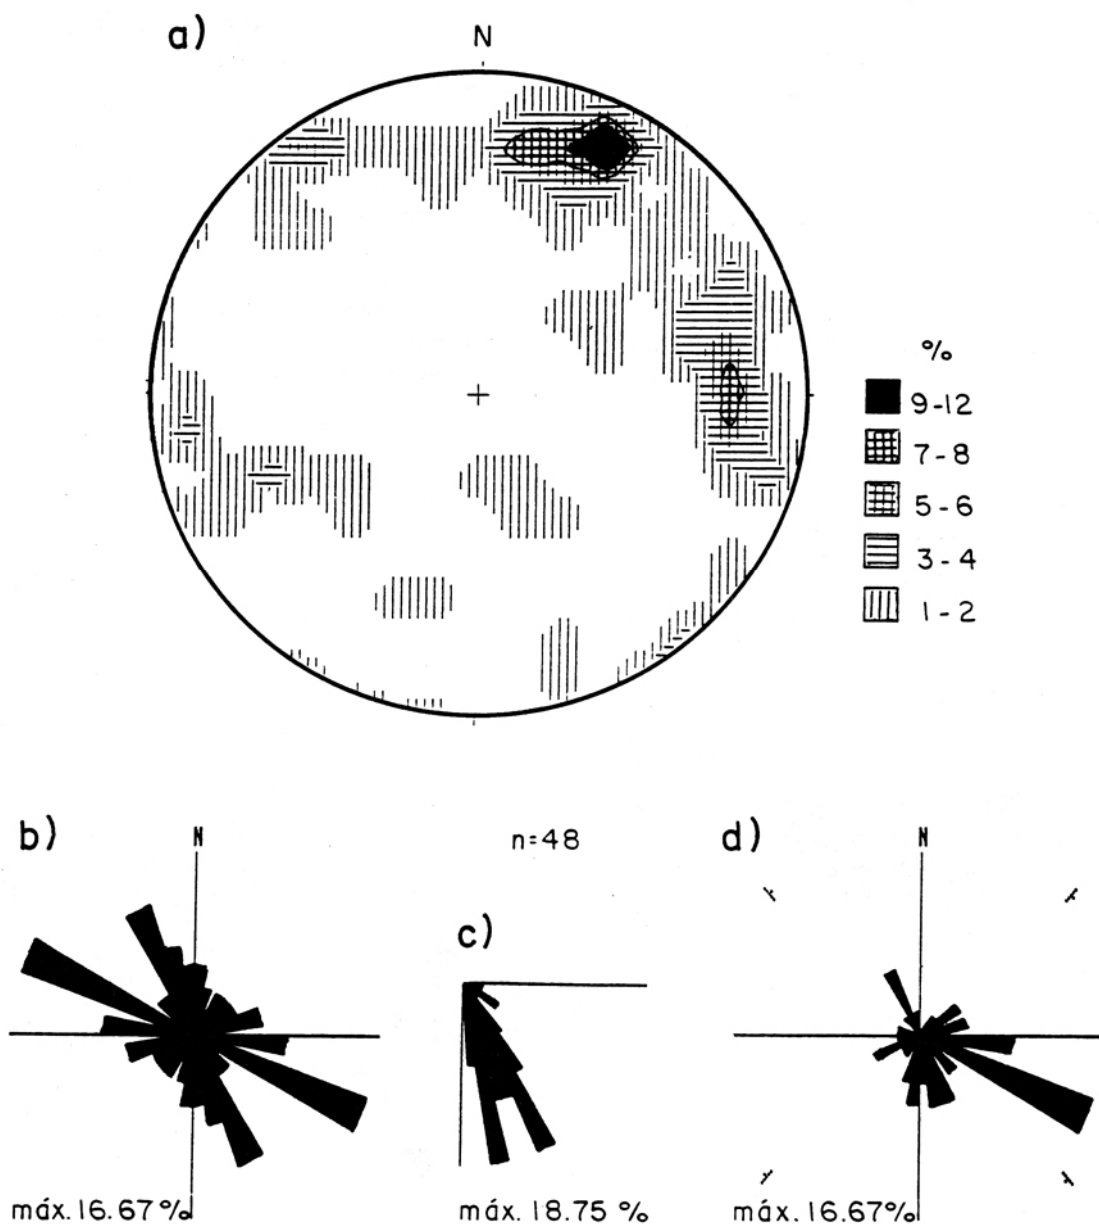 a)
N
%
9-12
7-8
5-6
3-4
1-2
b)
N
n=48
d)
N
c)
máx.16.67%
máx.18.75 %
máx.16.67%